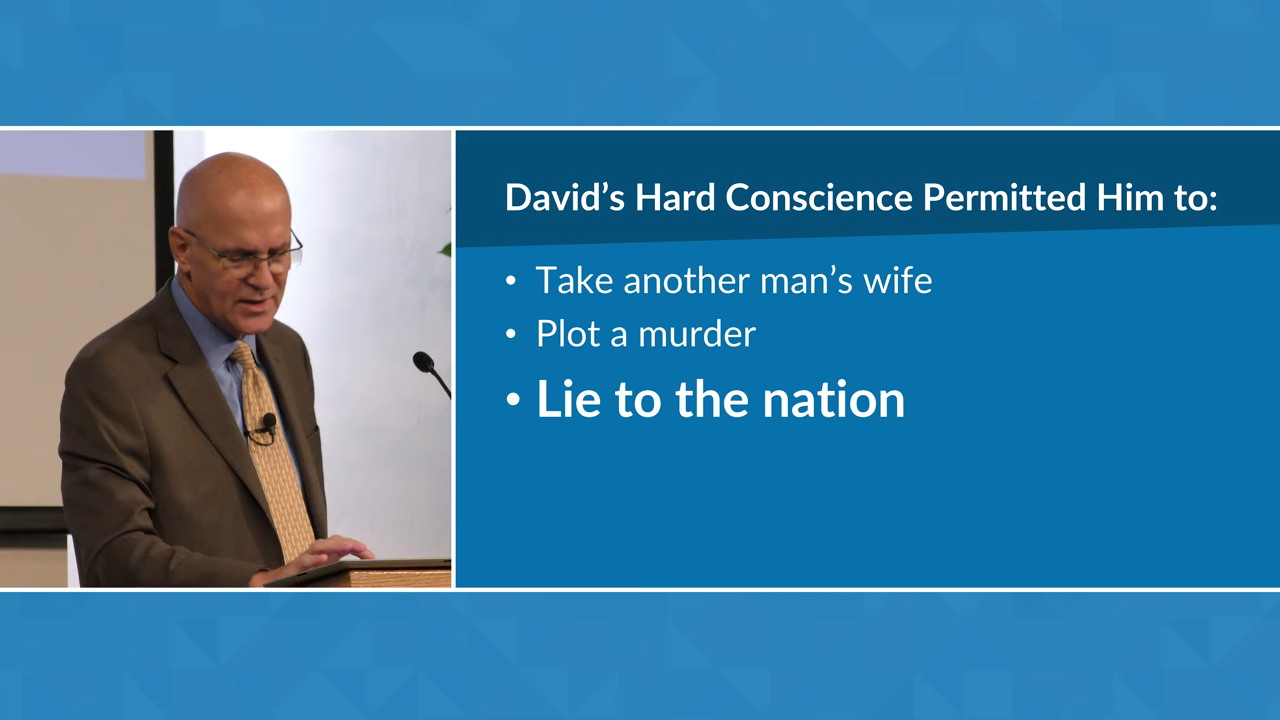 David’s Hard Conscience Permitted Him to:
• Take another man’s wife
• Plot a murder
• Lie to the nation